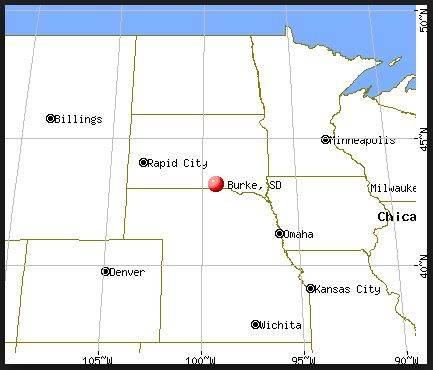 50°N
Billings
Minneapolis
45°N
Rapid City
Burke, SD
Milwauke
Chica
Omaha
40°N
Denver
Kansas City
Wichita
105°W
100°W
95°W
90°W